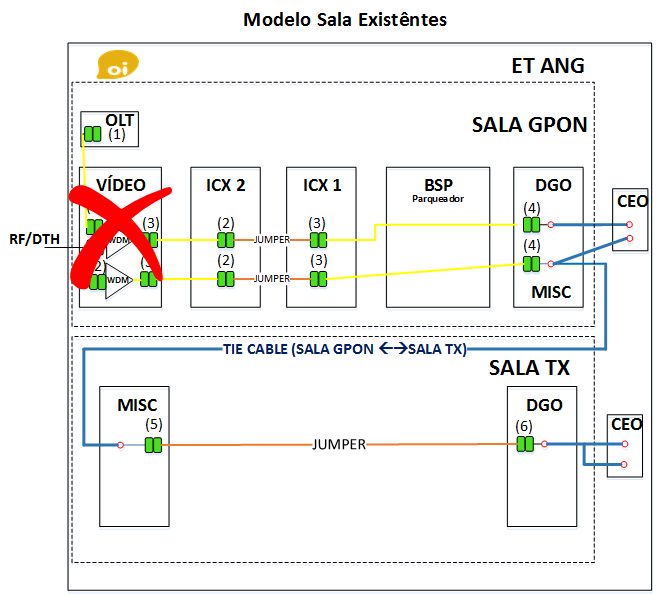 Modelo Sala Existêntes
oi
ET ANG
SALA GPON
OLT
(1)
VÍDEO
ICX 2
ICX 1
BSP
Parqueador
DGO
CEO
(3)
(2)
(3)
(4)
RF/DTH
WDM
JUMPER
(4)
(2)
(3)
WDM
JUMPER
MISC
TIE CABLE (SALA GPON ←→SALA TX)
SALA TX
MISC
DGO
CEO
(5)
(6)
JUMPER